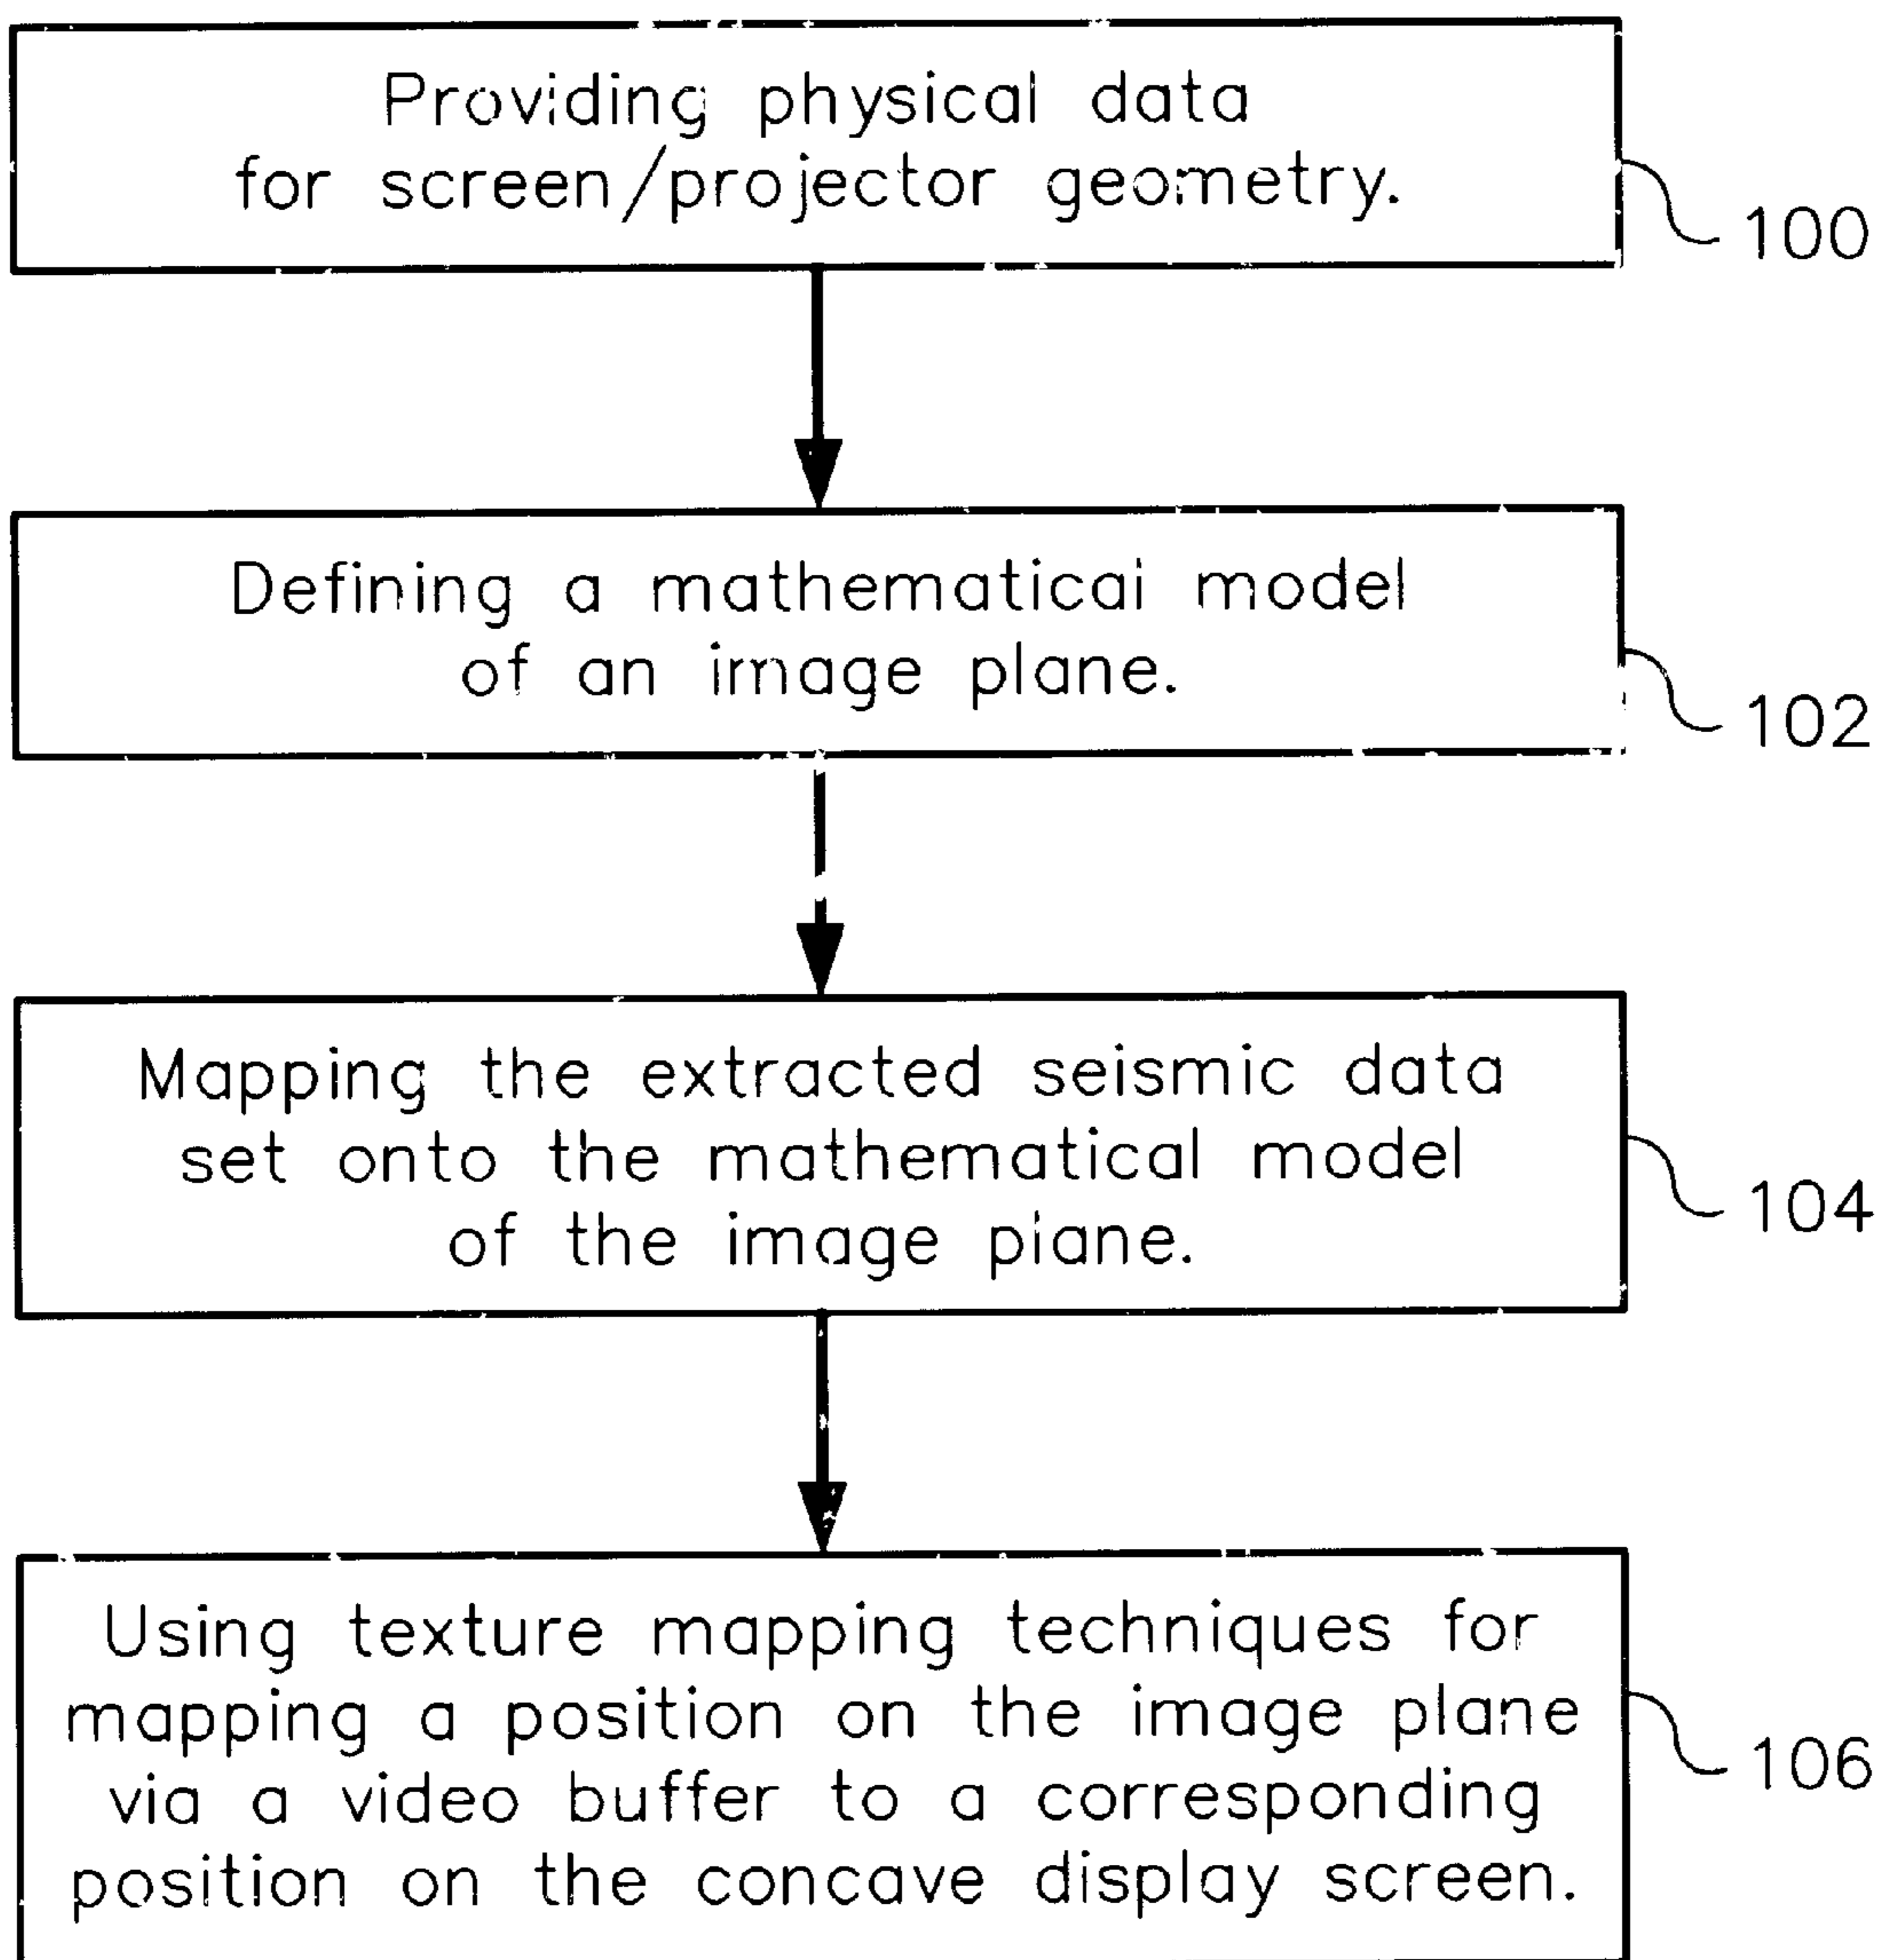 Providing physical data
for screen/projector geometry.
100
Defining a mathematical model
of an image plane.
102
Mapping the extracted seismic data
set onto the mathematical model
of the image plane.
104
Using texture mapping techniques for
mapping a position on the image plane
via a video buffer to a corresponding
position on the concave display screen.
106